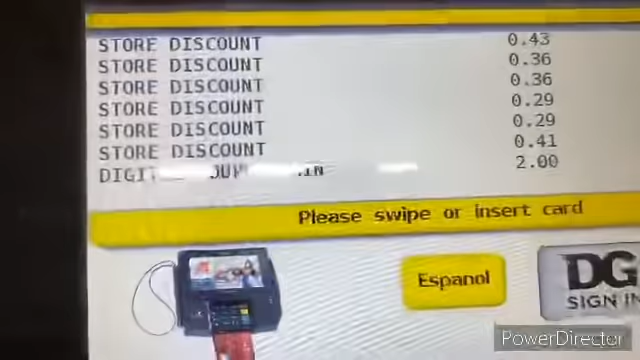 STORE DISCOUNT 0.43
STORE DISCOUNT 0.36
STORE DISCOUNT 0.36
STORE DISCOUNT 0.29
STORE DISCOUNT 0.29
STORE DISCOUNT 0.41
2.00
Please swipe or insert card
Espanol
DG
SIGN IN
PowerDirector